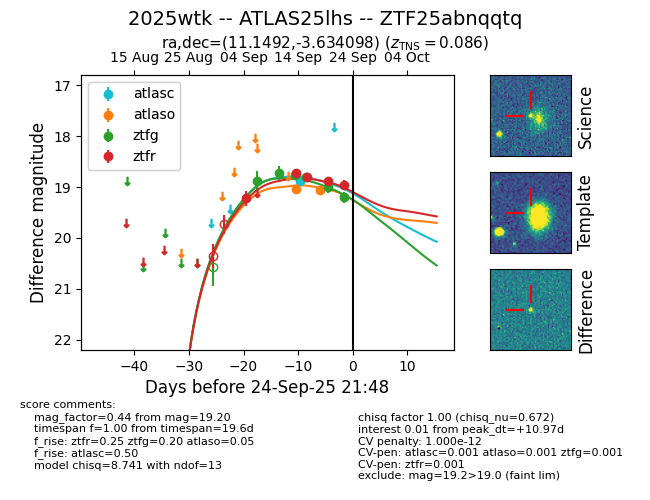 2025wtk -- ATLAS25lhs -- ZTF25abnqqtq
ra,dec=(11.1492,-3.634098) (zTNS = 0.086)
15 Aug 25 Aug 04 Sep 14 Sep 24 Sep 04 Oct
atlasc
atlaso
ztfg
ztfr
17
18
19
20
21
22
Difference magnitude
−40 −30 −20 −10 0 10
Days before 24-Sep-25 21:48
Science
Template
Difference
score comments:
mag_factor=0.44 from mag=19.20
timespan f=1.00 from timespan=19.6d
f_rise: ztfr=0.25 ztfg=0.20 atlaso=0.05
f_rise: atlasc=0.50
model chisq=8.741 with ndof=13
chisq factor 1.00 (chisq_nu=0.672)
interest 0.01 from peak_dt=+10.97d
CV penalty: 1.000e-12
CV-pen: atlasc=0.001 atlaso=0.001 ztfg=0.001
CV-pen: ztfr=0.001
exclude: mag=19.2>19.0 (faint lim)